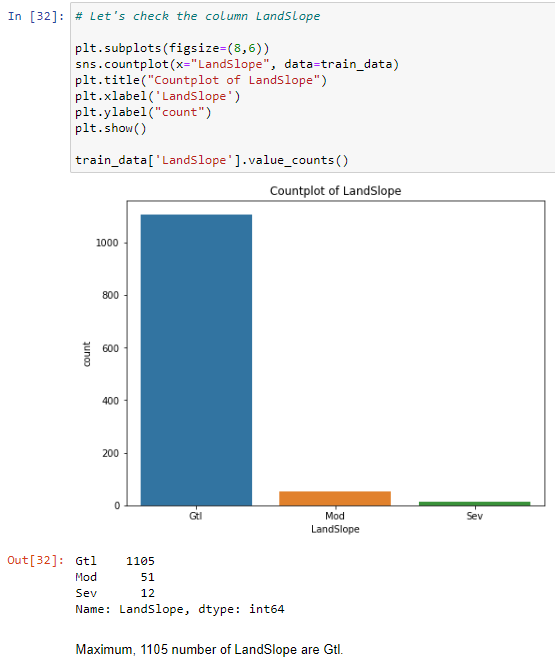 In [32]: # Let's check the column LandSlope
plt.subplots(figsize=(8,6))
sns.countplot(x="LandSlope", data=train_data)
plt.title("Countplot of LandSlope")
plt.xlabel('LandSlope')
plt.ylabel("count")
plt.show()
train_data['LandSlope'].value_counts()
Countplot of LandSlope
1000
800
600
400
200
0
count
Gtl Mod Sev
LandSlope
Out[32]: Gtl 1105
Mod 51
Sev 12
Name: LandSlope, dtype: int64
Maximum, 1105 number of LandSlope are Gtl.